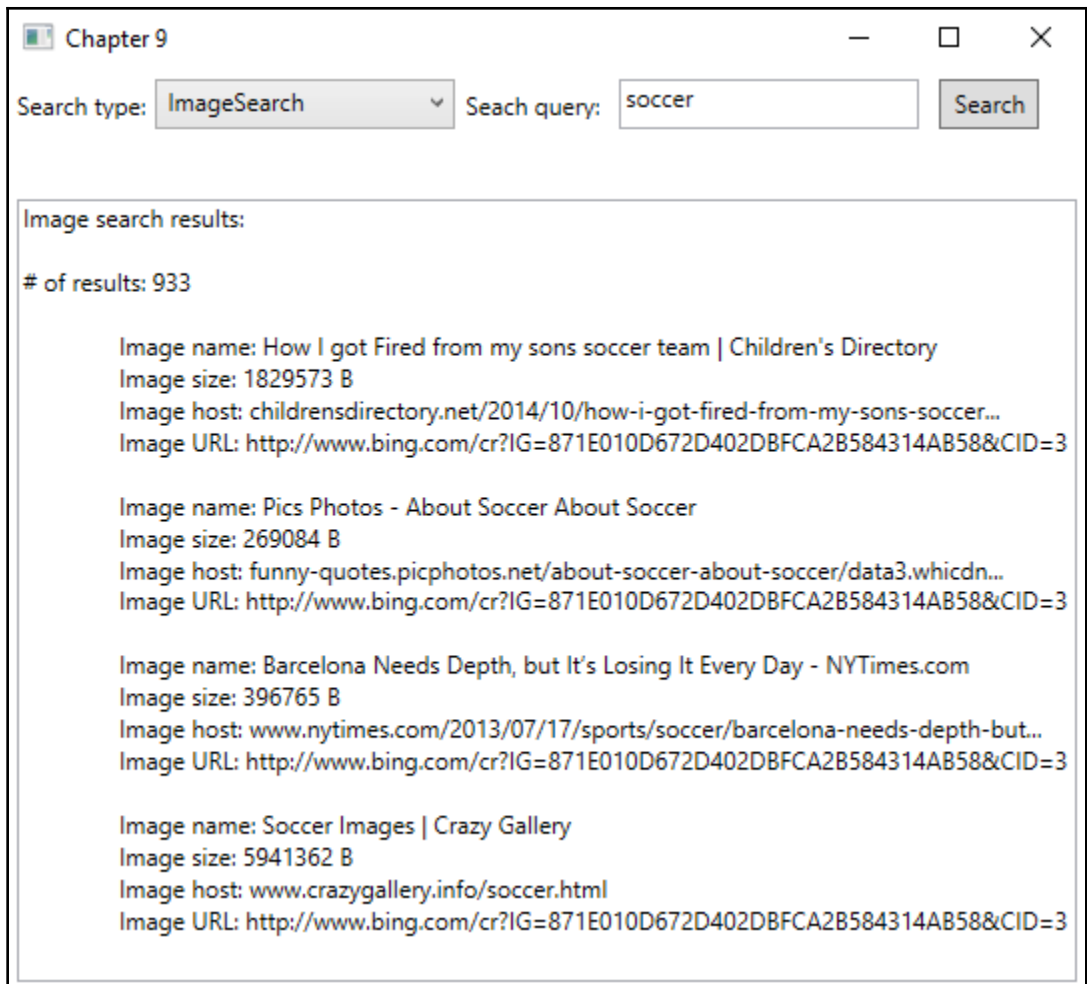 Chapter 9
Search type: ImageSearch Seach query: soccer Search
Image search results:
# of results: 933
Image name: How I got Fired from my sons soccer team | Children's Directory
Image size: 1829573 B
Image host: childrensdirectory.net/2014/10/how-i-got-fired-from-my-sons-soccer...
Image URL: http://www.bing.com/cr?IG=871E010D672D402DBFCA2B584314AB58&CID=3
Image name: Pics Photos - About Soccer About Soccer
Image size: 269084 B
Image host: funny-quotes.picphotos.net/about-soccer-about-soccer/data3.whicdn...
Image URL: http://www.bing.com/cr?IG=871E010D672D402DBFCA2B584314AB58&CID=3
Image name: Barcelona Needs Depth, but It’s Losing It Every Day - NYTimes.com
Image size: 396765 B
Image host: www.nytimes.com/2013/07/17/sports/soccer/barcelona-needs-depth-but...
Image URL: http://www.bing.com/cr?IG=871E010D672D402DBFCA2B584314AB58&CID=3
Image name: Soccer Images | Crazy Gallery
Image size: 5941362 B
Image host: www.crazygallery.info/soccer.html
Image URL: http://www.bing.com/cr?IG=871E010D672D402DBFCA2B584314AB58&CID=3